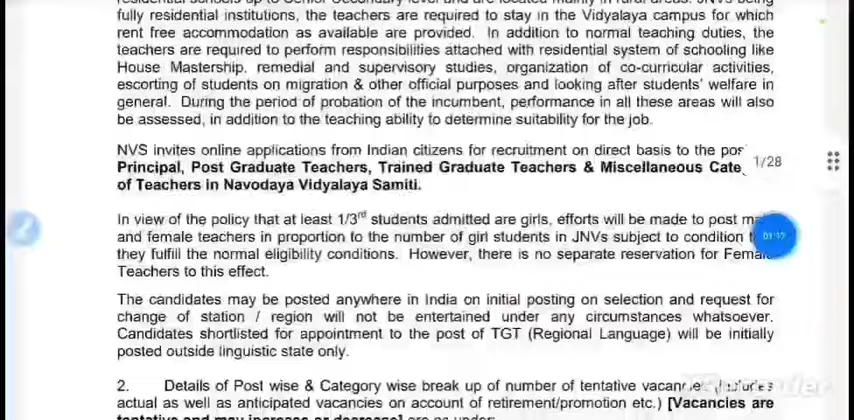 residential schools up to Senior Secondary level and are located mainly in rural areas. JNVs being
fully residential institutions, the teachers are required to stay in the Vidyalaya campus for which
rent free accommodation as available are provided. In addition to normal teaching duties, the
teachers are required to perform responsibilities attached with residential system of schooling like
House Mastership, remedial and supervisory studies, organization of co-curricular activities,
escorting of students on migration & other official purposes and looking after students' welfare in
general. During the period of probation of the incumbent, performance in all these areas will also
be assessed, in addition to the teaching ability to determine suitability for the job.
NVS invites online applications from Indian citizens for recruitment on direct basis to the pos
1/28
Principal, Post Graduate Teachers, Trained Graduate Teachers & Miscellaneous Cate
of Teachers in Navodaya Vidyalaya Samiti.
In view of the policy that at least 1/3rd students admitted are girls, efforts will be made to post
and female teachers in proportion to the number of girl students in JNVs subject to condition
they fulfill the normal eligibility conditions. However, there is no separate reservation for Female
Teachers to this effect.
The candidates may be posted anywhere in India on initial posting on selection and request for
change of station / region will not be entertained under any circumstances whatsoever.
Candidates shortlisted for appointment to the post of TGT (Regional Language) will be initially
posted outside linguistic state only.
2. Details of Post wise & Category wise break up of number of tentative vacancies (Includes
actual as well as anticipated vacancies on account of retirement/promotion etc.) [Vacancies are
tentative and may increase or decrease] are as under: